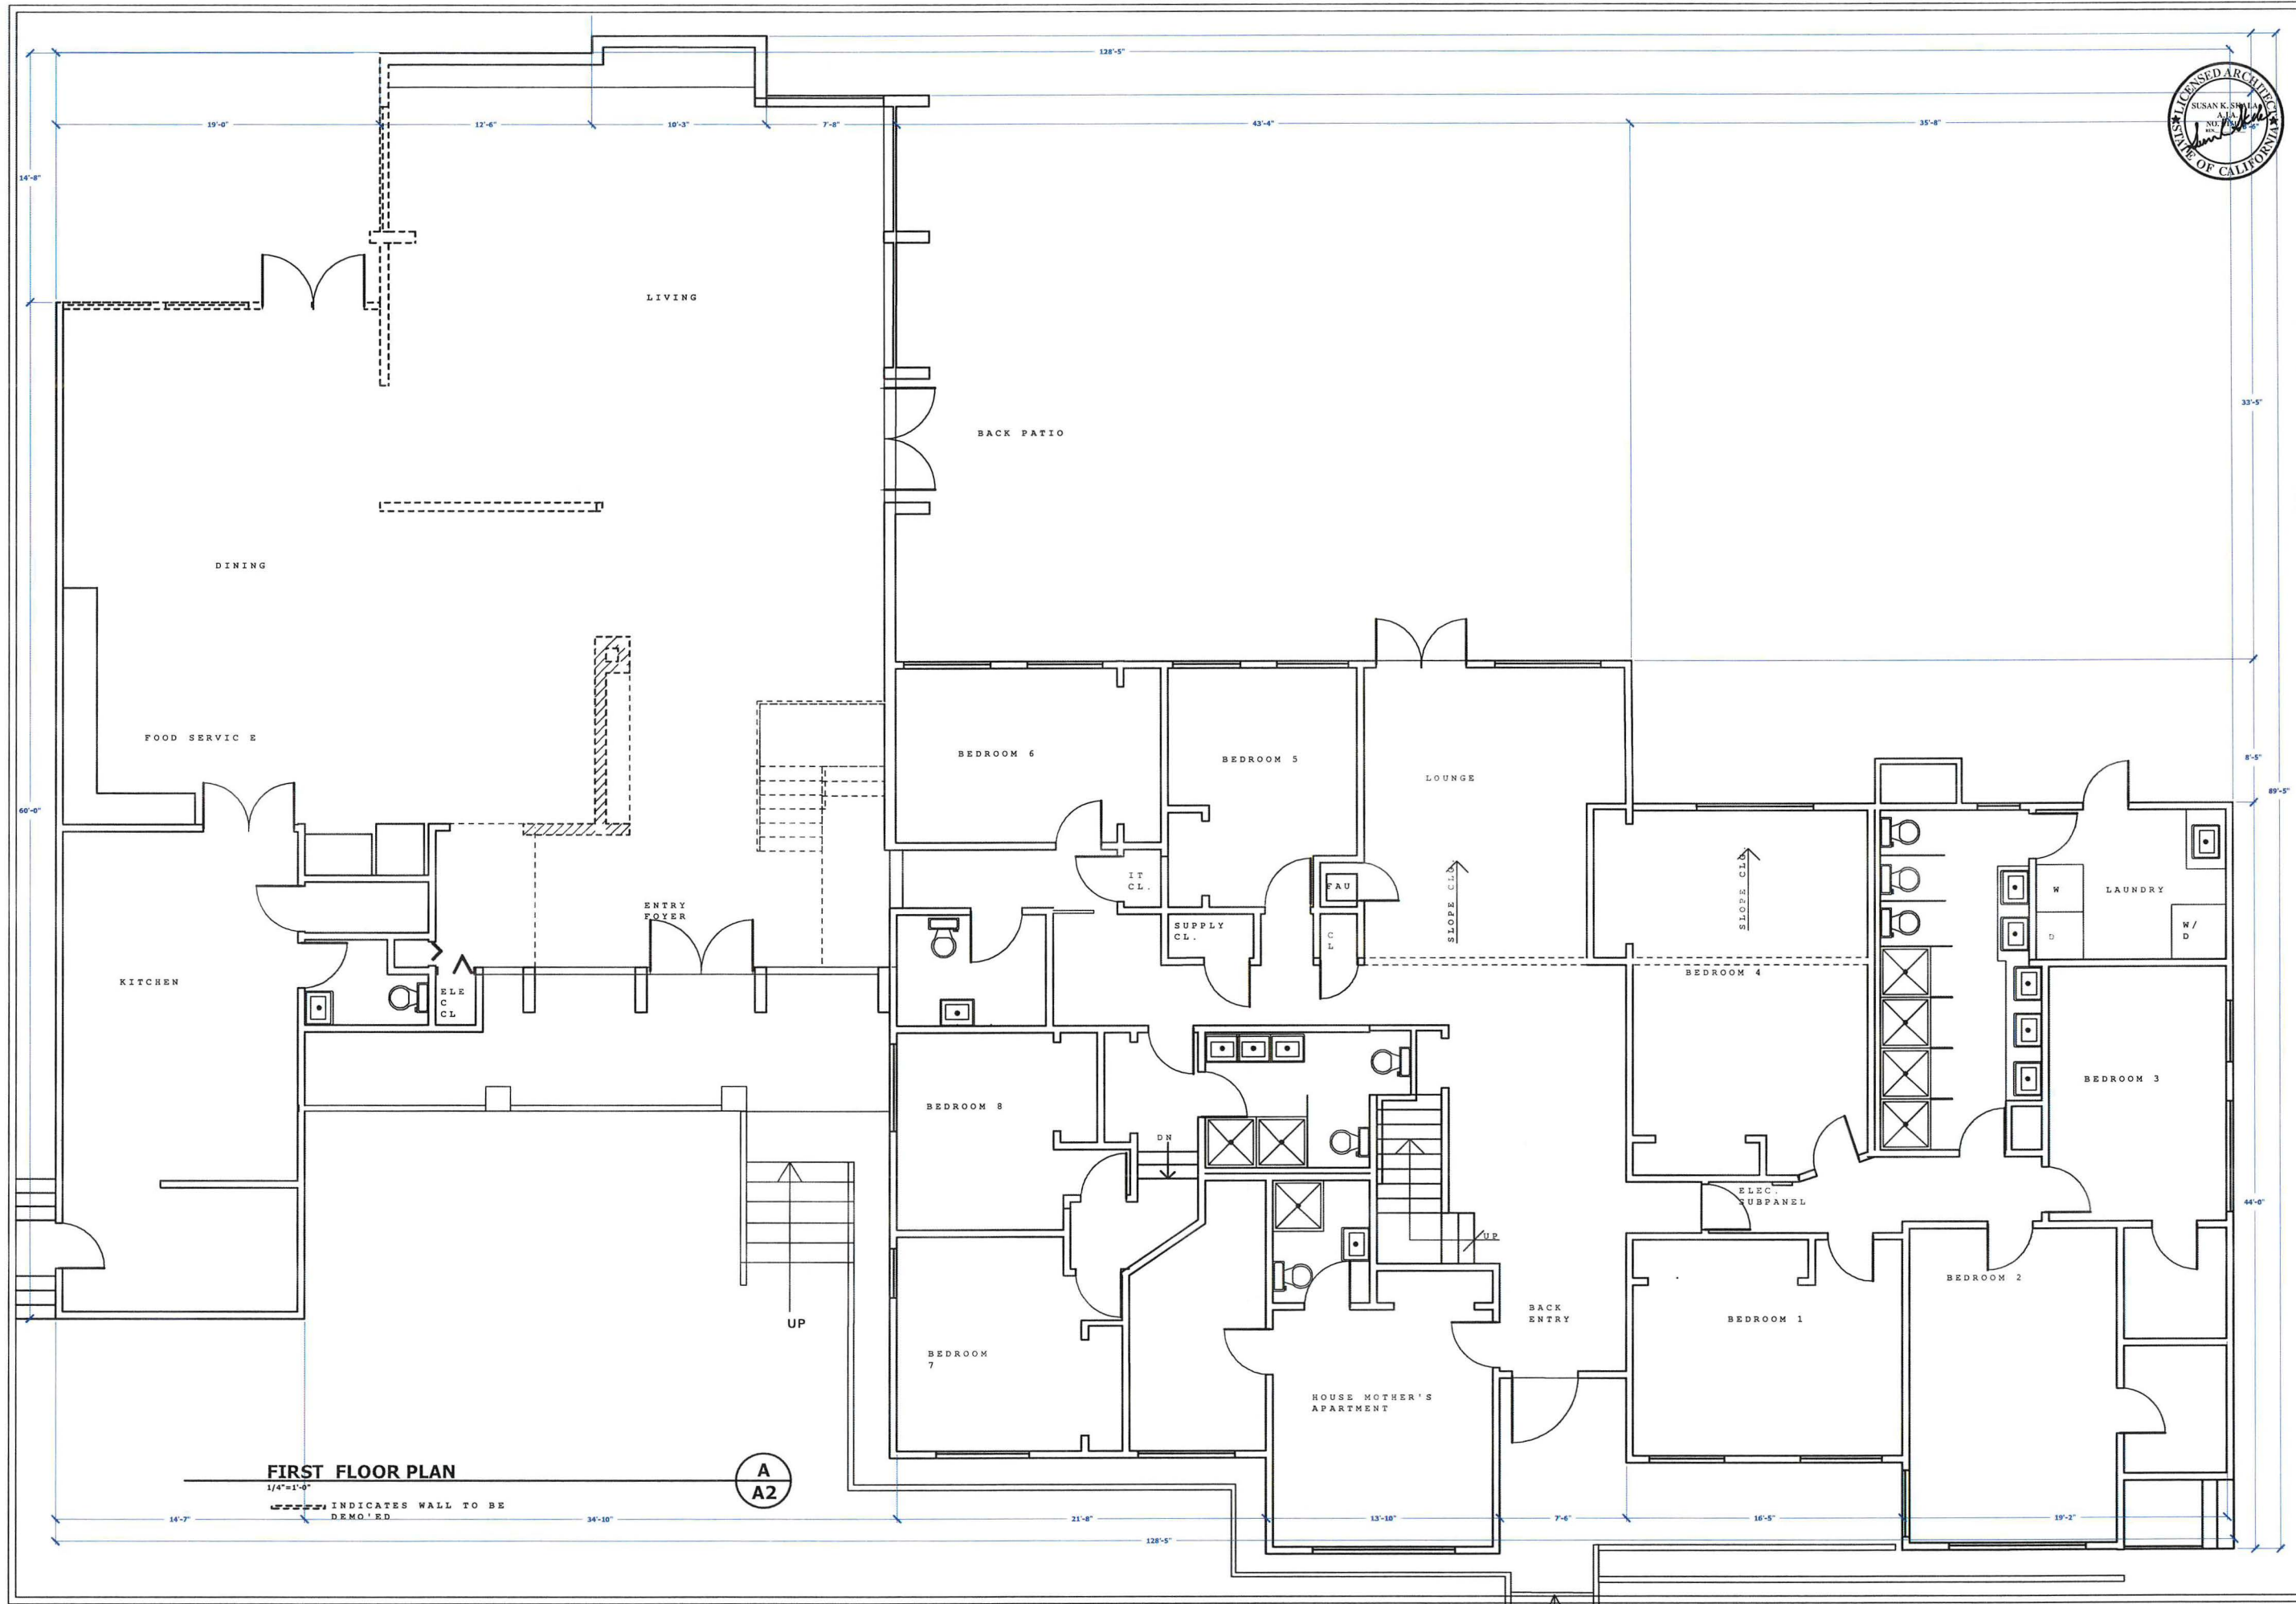 128'-5"
19'-0"
12'-6"
10'-3"
7'-8"
43'-4"
35'-8"
LICENSED ARCHITECT
SUSAN K. SKALA
A.I.A.
STATE OF CALIFORNIA
14'-8"
LIVING
33'-5"
BACK PATIO
DINING
FOOD SERVIC E
BEDROOM 6
BEDROOM 5
LOUNGE
8'-5"
89'-5"
60'-0"
IT
CL.
FAU
SLOPE CLG.
SLOPE CLG.
W
LAUNDRY
ENTRY
FOYER
SUPPLY
CL.
C
L
D
W/
D
KITCHEN
ELE
C
CL
BEDROOM 4
BEDROOM 8
BEDROOM 3
DN
ELEC.
SUBPANEL
44'-0"
UP
BEDROOM 2
BACK
ENTRY
BEDROOM 1
UP
BEDROOM
7
HOUSE MOTHER'S
APARTMENT
FIRST FLOOR PLAN
A
A2
1/4"=1'-0"
INDICATES WALL TO BE
DEMO'ED
14'-7"
34'-10"
21'-8"
13'-10"
7'-6"
16'-5"
19'-2"
128'-5"